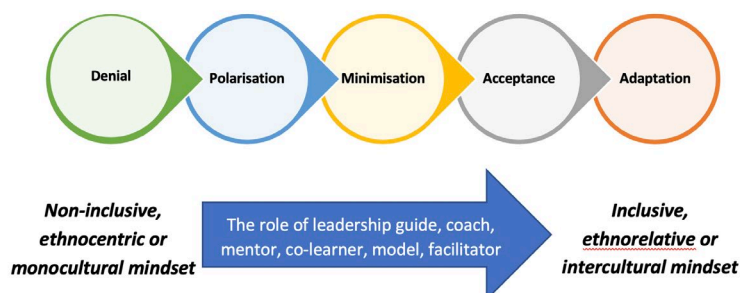 Denial
Polarisation
Minimisation
Acceptance
Adaptation
Non-inclusive,
ethnocentric or
monocultural mindset
The role of leadership guide, coach,
mentor, co-learner, model, facilitator
Inclusive,
ethnorelative or
intercultural mindset